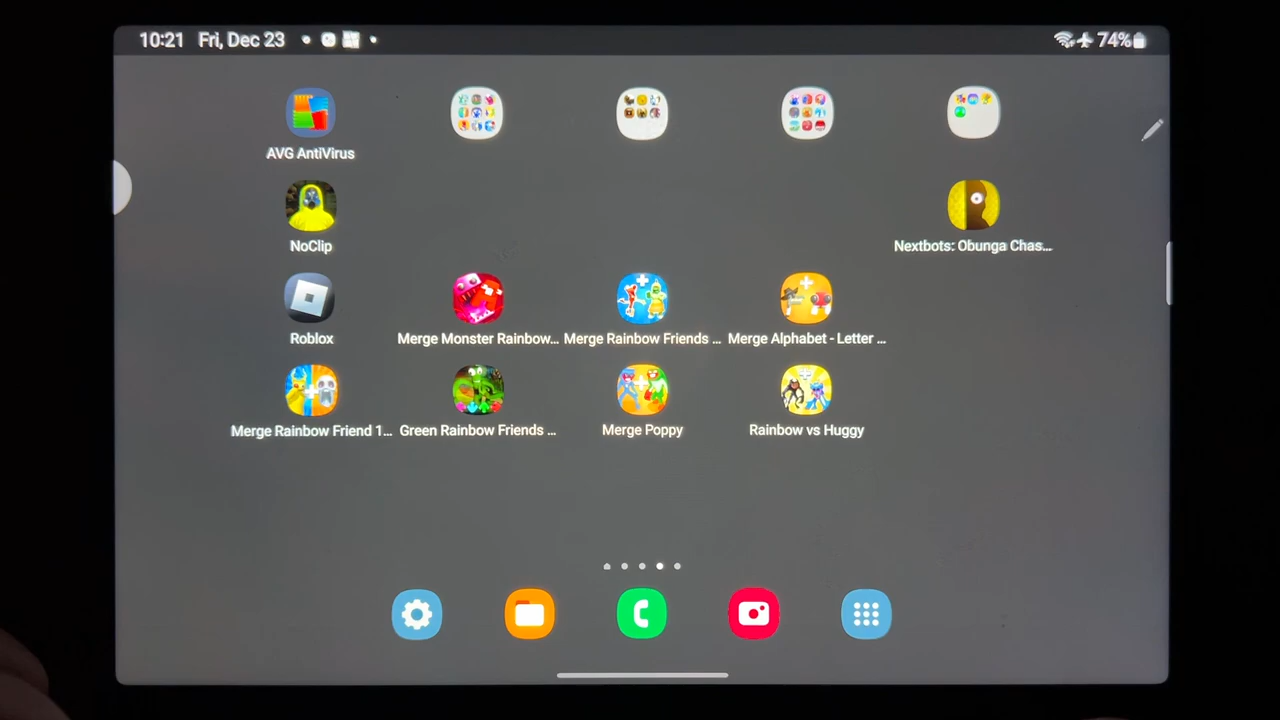 10:21 Fri, Dec 23
74%
AVG AntiVirus
NoClip
Nextbots: Obunga Chas...
Roblox
Merge Monster Rainbow...
Merge Rainbow Friends ...
Merge Alphabet - Letter ...
Merge Rainbow Friend 1...
Green Rainbow Friends ...
Merge Poppy
Rainbow vs Huggy